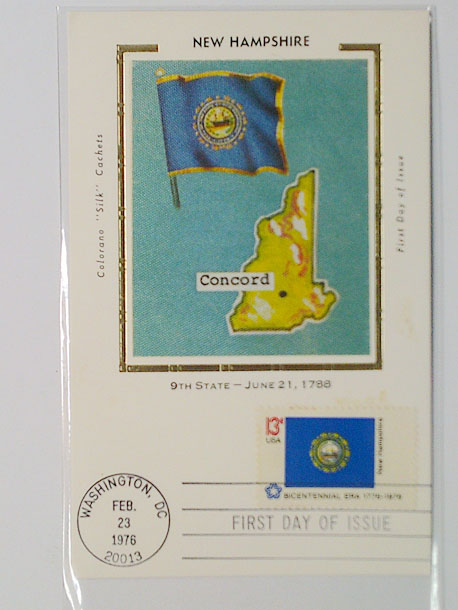 NEW HAMPSHIRE
Colorano "Silk" Cachets
First Day of Issue
Concord
9TH STATE – JUNE 21, 1788
13c
USA
New Hampshire
BICENTENNIAL ERA 1776-1976
WASHINGTON, DC
FEB.
23
1976
20013
FIRST DAY OF ISSUE